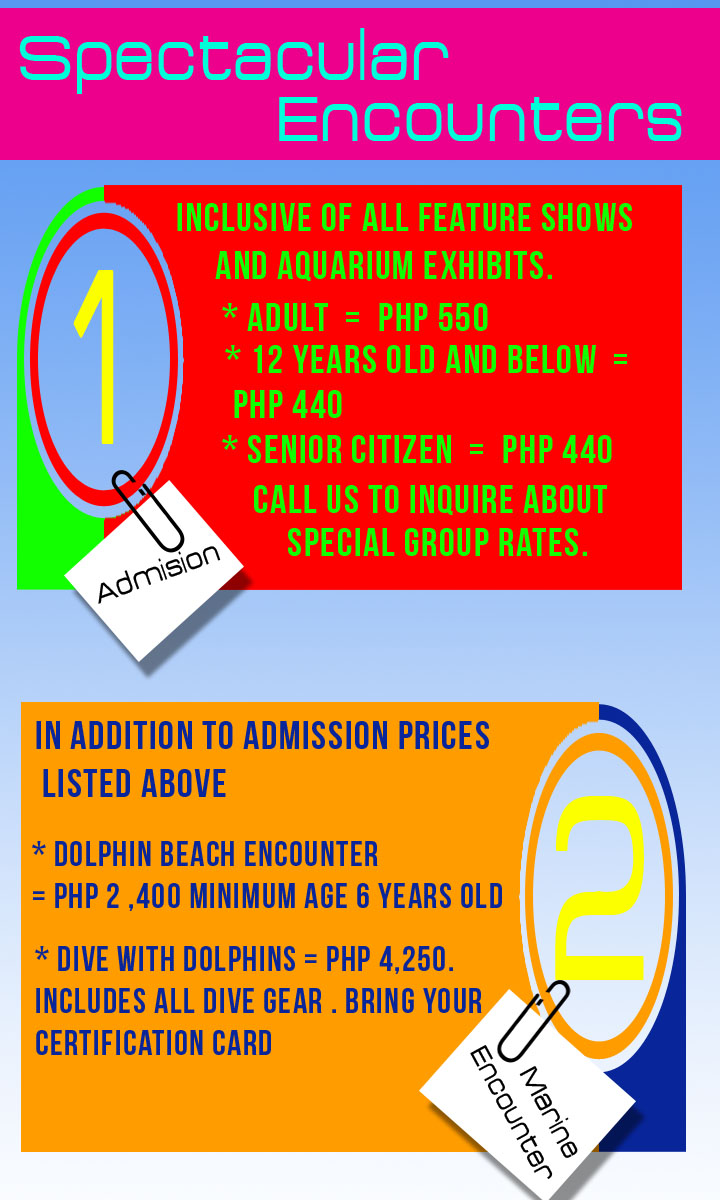 Spectacular
Encounters
1
INCLUSIVE OF ALL FEATURE SHOWS
AND AQUARIUM EXHIBITS.
* ADULT = PHP 550
* 12 YEARS OLD AND BELOW =
PHP 440
* SENIOR CITIZEN = PHP 440
CALL US TO INQUIRE ABOUT
SPECIAL GROUP RATES.
Admision
IN ADDITION TO ADMISSION PRICES
LISTED ABOVE
* DOLPHIN BEACH ENCOUNTER
= PHP 2 ,400 MINIMUM AGE 6 YEARS OLD
* DIVE WITH DOLPHINS = PHP 4,250.
INCLUDES ALL DIVE GEAR . BRING YOUR
CERTIFICATION CARD
2
Marine
Encounter